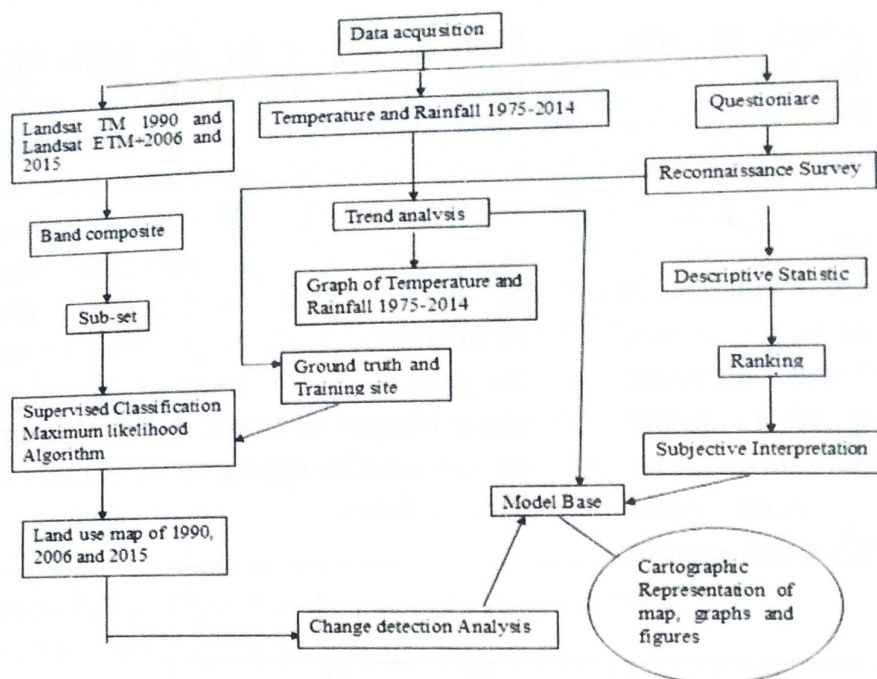 Data acquisition
Landsat TM 1990 and
Landsat ETM+2006 and
2015
Temperature and Rainfall 1975-2014
Questioniare
Reconnaissance Survey
Band composite
Trend analysis
Descriptive Statistic
Graph of Temperature and
Rainfall 1975-2014
Sub-set
Ground truth and
Training site
Ranking
Supervised Classification
Maximum likelihood
Algorithm
Subjective Interpretation
Model Base
Land use map of 1990,
2006 and 2015
Cartographic
Representation of
map, graphs and
figures
Change detection Analysis